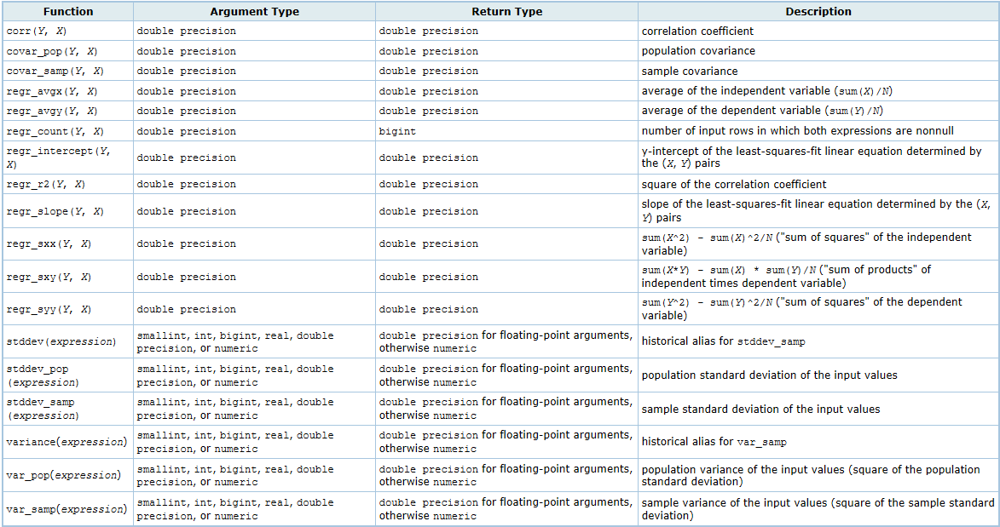 Function Argument Type Return Type Description
corr(Y, X) double precision double precision correlation coefficient
covar_pop(Y, X) double precision double precision population covariance
covar_samp(Y, X) double precision double precision sample covariance
regr_avgx(Y, X) double precision double precision average of the independent variable (sum(X)/N)
regr_avgy(Y, X) double precision double precision average of the dependent variable (sum(Y)/N)
regr_count(Y, X) double precision bigint number of input rows in which both expressions are nonnull
regr_intercept(Y,
X)
double precision double precision
y-intercept of the least-squares-fit linear equation determined by
the (X, Y) pairs
regr_r2(Y, X) double precision double precision square of the correlation coefficient
regr_slope(Y, X) double precision double precision
slope of the least-squares-fit linear equation determined by the (X,
Y) pairs
regr_sxx(Y, X) double precision double precision
sum(X^2) - sum(X)^2/N ("sum of squares" of the independent
variable)
regr_sxy(Y, X) double precision double precision
sum(X*Y) - sum(X) * sum(Y)/N ("sum of products" of
independent times dependent variable)
regr_syy(Y, X) double precision double precision
sum(Y^2) - sum(Y)^2/N ("sum of squares" of the dependent
variable)
stddev(expression)
smallint, int, bigint, real, double
precision, or numeric
double precision for floating-point arguments,
otherwise numeric
historical alias for stddev_samp
stddev_pop
(expression)
smallint, int, bigint, real, double
precision, or numeric
double precision for floating-point arguments,
otherwise numeric
population standard deviation of the input values
stddev_samp
(expression)
smallint, int, bigint, real, double
precision, or numeric
double precision for floating-point arguments,
otherwise numeric
sample standard deviation of the input values
variance(expression)
smallint, int, bigint, real, double
precision, or numeric
double precision for floating-point arguments,
otherwise numeric
historical alias for var_samp
var_pop(expression)
smallint, int, bigint, real, double
precision, or numeric
double precision for floating-point arguments,
otherwise numeric
population variance of the input values (square of the population
standard deviation)
var_samp(expression)
smallint, int, bigint, real, double
precision, or numeric
double precision for floating-point arguments,
otherwise numeric
sample variance of the input values (square of the sample standard
deviation)